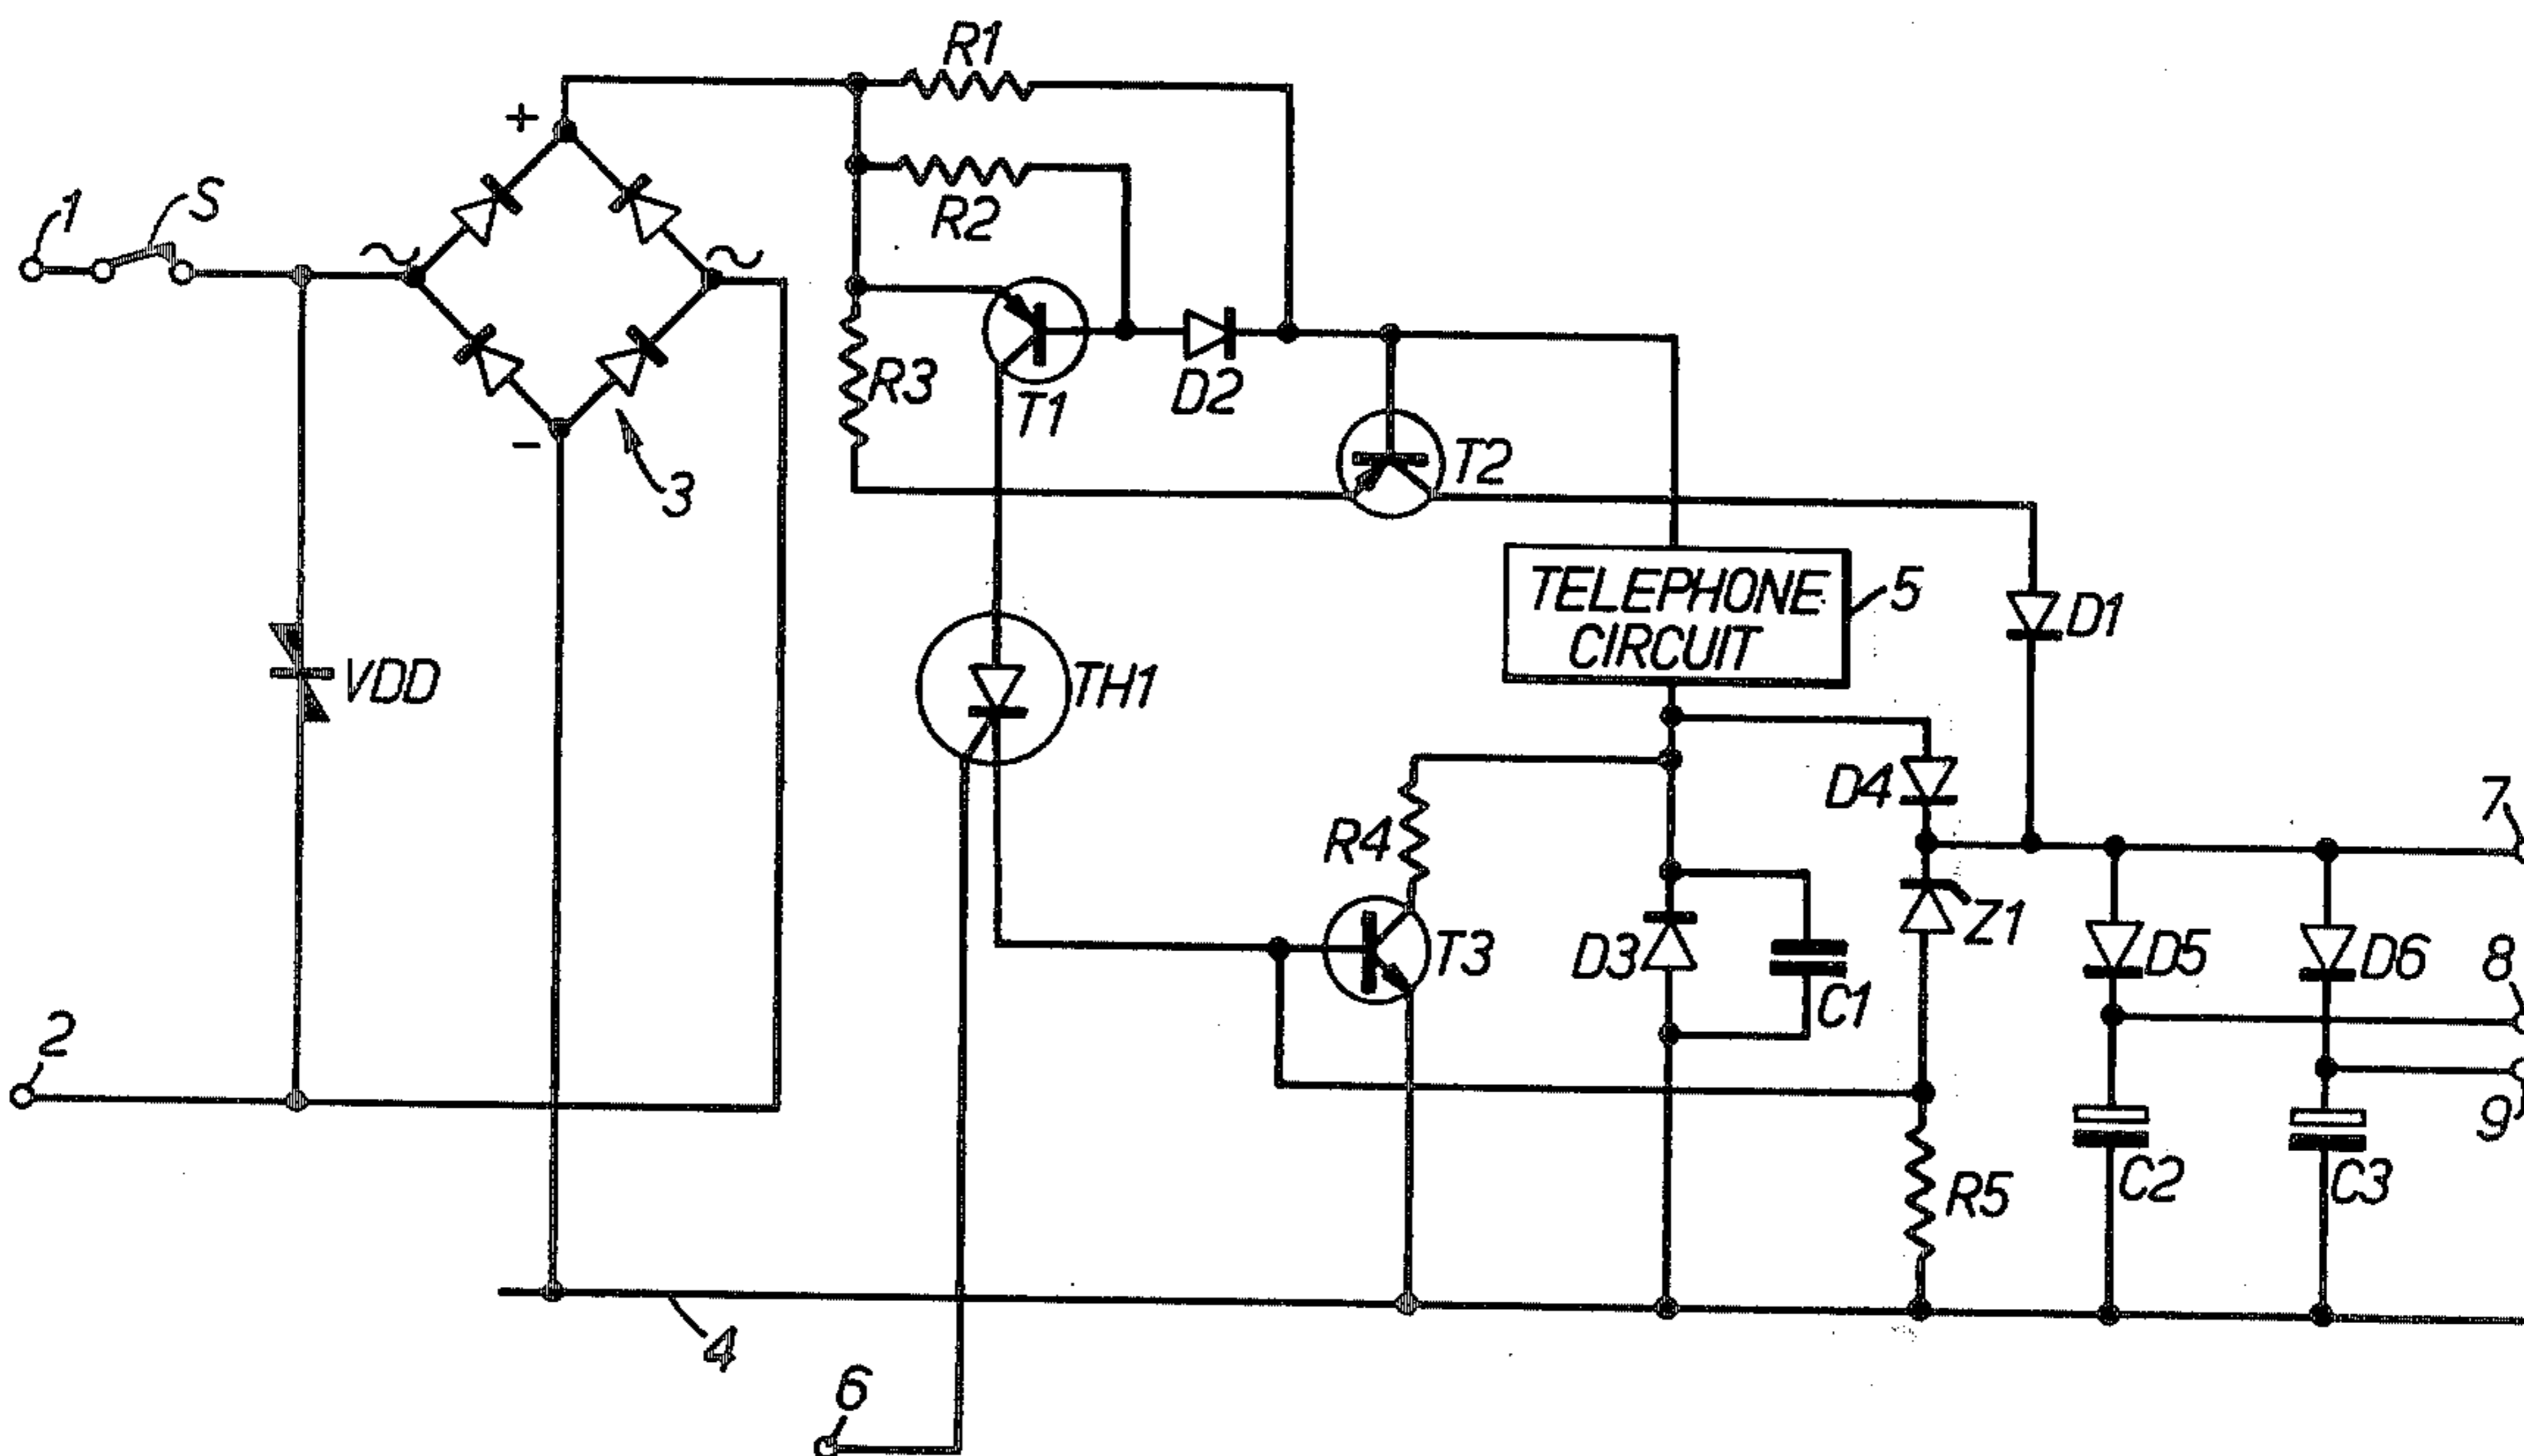 R1
+
R2
1
S
~
~
R3
T1
D2
T2
-
3
TELEPHONE
CIRCUIT
5
D1
VDD
TH1
D4
7
R4
Z1
T3
D3
C1
D5
D6
8
2
9
C2
C3
R5
4
6